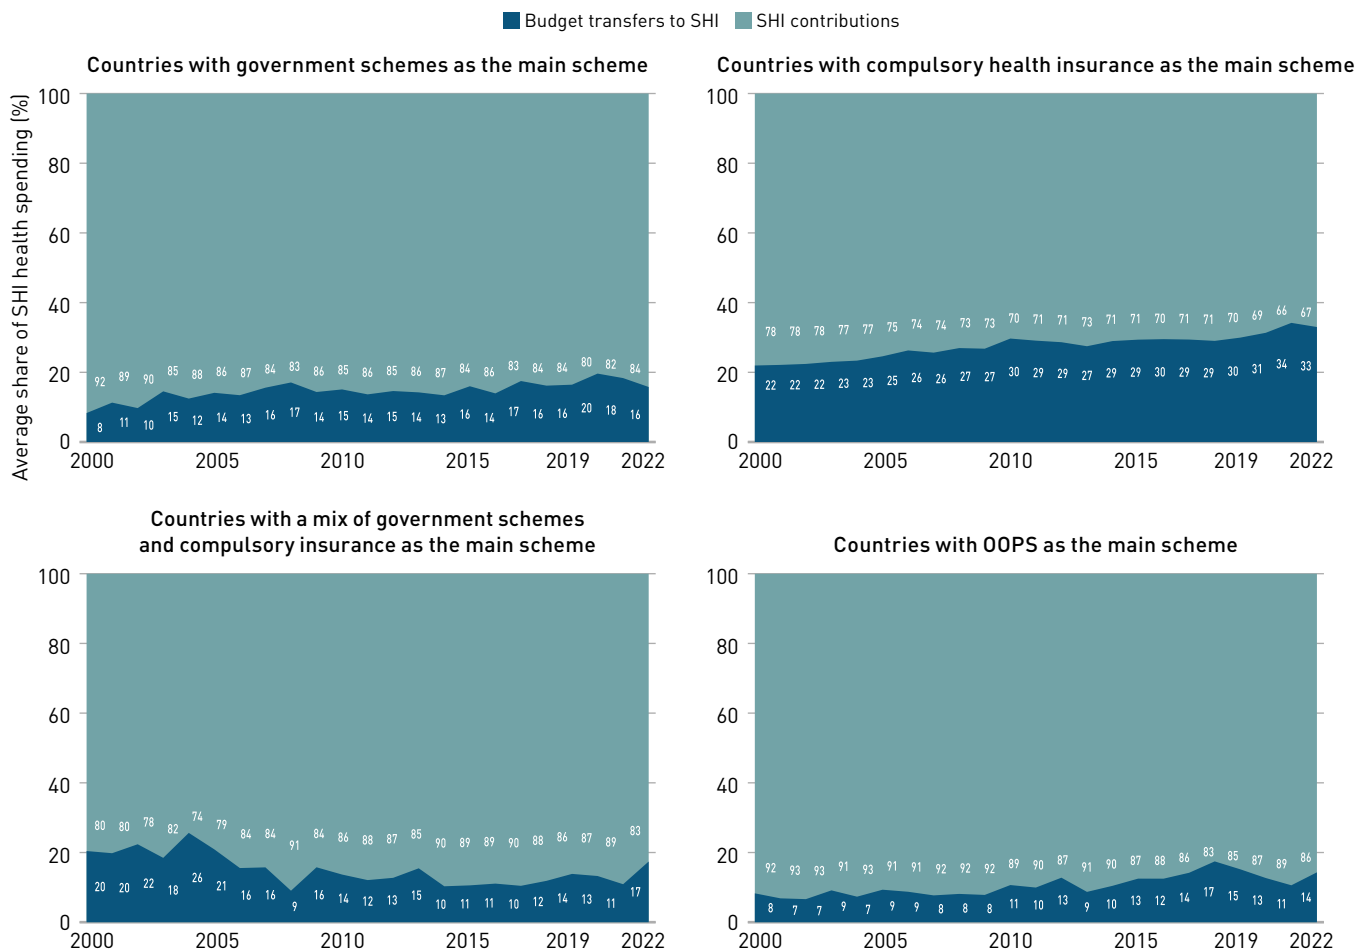 Budget transfers to SHI SHI contributions
Countries with government schemes as the main scheme
Average share of SHI health spending (%)
100
80
60
40
20
0
92 89 90 85 88 86 87 84 83 86 85 86 85 86 87 84 86 83 84 84 80 82 84
8 11 10 15 12 14 13 16 17 14 15 14 15 14 13 16 14 17 16 16 20 18 16
2000 2005 2010 2015 2019 2022
Countries with compulsory health insurance as the main scheme
100
80
60
40
20
0
78 78 78 77 77 75 74 74 73 73 70 71 71 73 71 71 70 71 71 70 69 66 67
22 22 22 23 23 25 26 26 27 27 30 29 29 27 29 29 30 29 29 30 31 34 33
2000 2005 2010 2015 2019 2022
Countries with a mix of government schemes
and compulsory insurance as the main scheme
100
80
60
40
20
0
80 80 78 82 74 79 84 84 91 84 86 88 87 85 90 89 89 90 88 86 87 89 83
20 20 22 18 26 21 16 16 9 16 14 12 13 15 10 11 11 10 12 14 13 11 17
2000 2005 2010 2015 2019 2022
Countries with OOPS as the main scheme
100
80
60
40
20
0
92 93 93 91 93 91 91 92 92 92 89 90 87 91 90 87 88 86 83 85 87 89 86
8 7 7 9 7 9 9 8 8 8 11 10 13 9 10 13 12 14 17 15 13 11 14
2000 2005 2010 2015 2019 2022